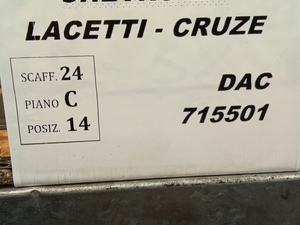 LACETTI - CRUZE
SCAFF. 24
PIANO C
POSIZ. 14
DAC
715501